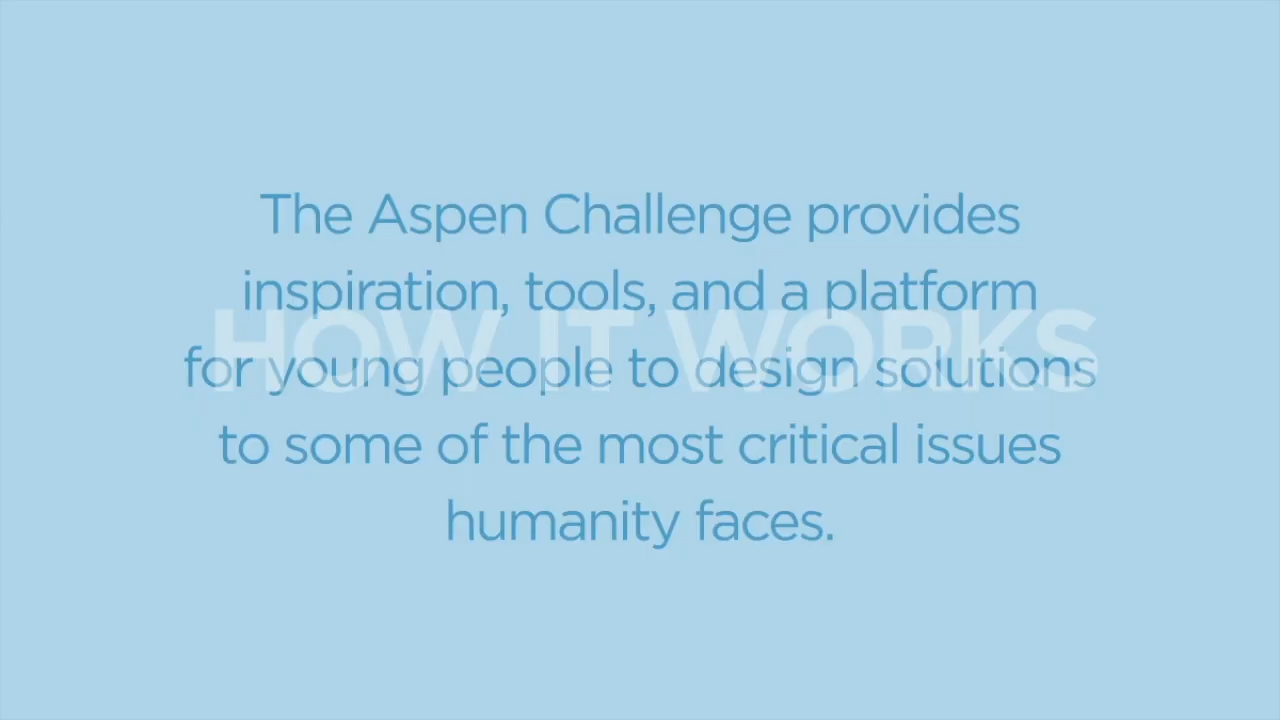 The Aspen Challenge provides
inspiration, tools, and a platform
HOW IT WORKS
for young people to design solutions
to some of the most critical issues
humanity faces.